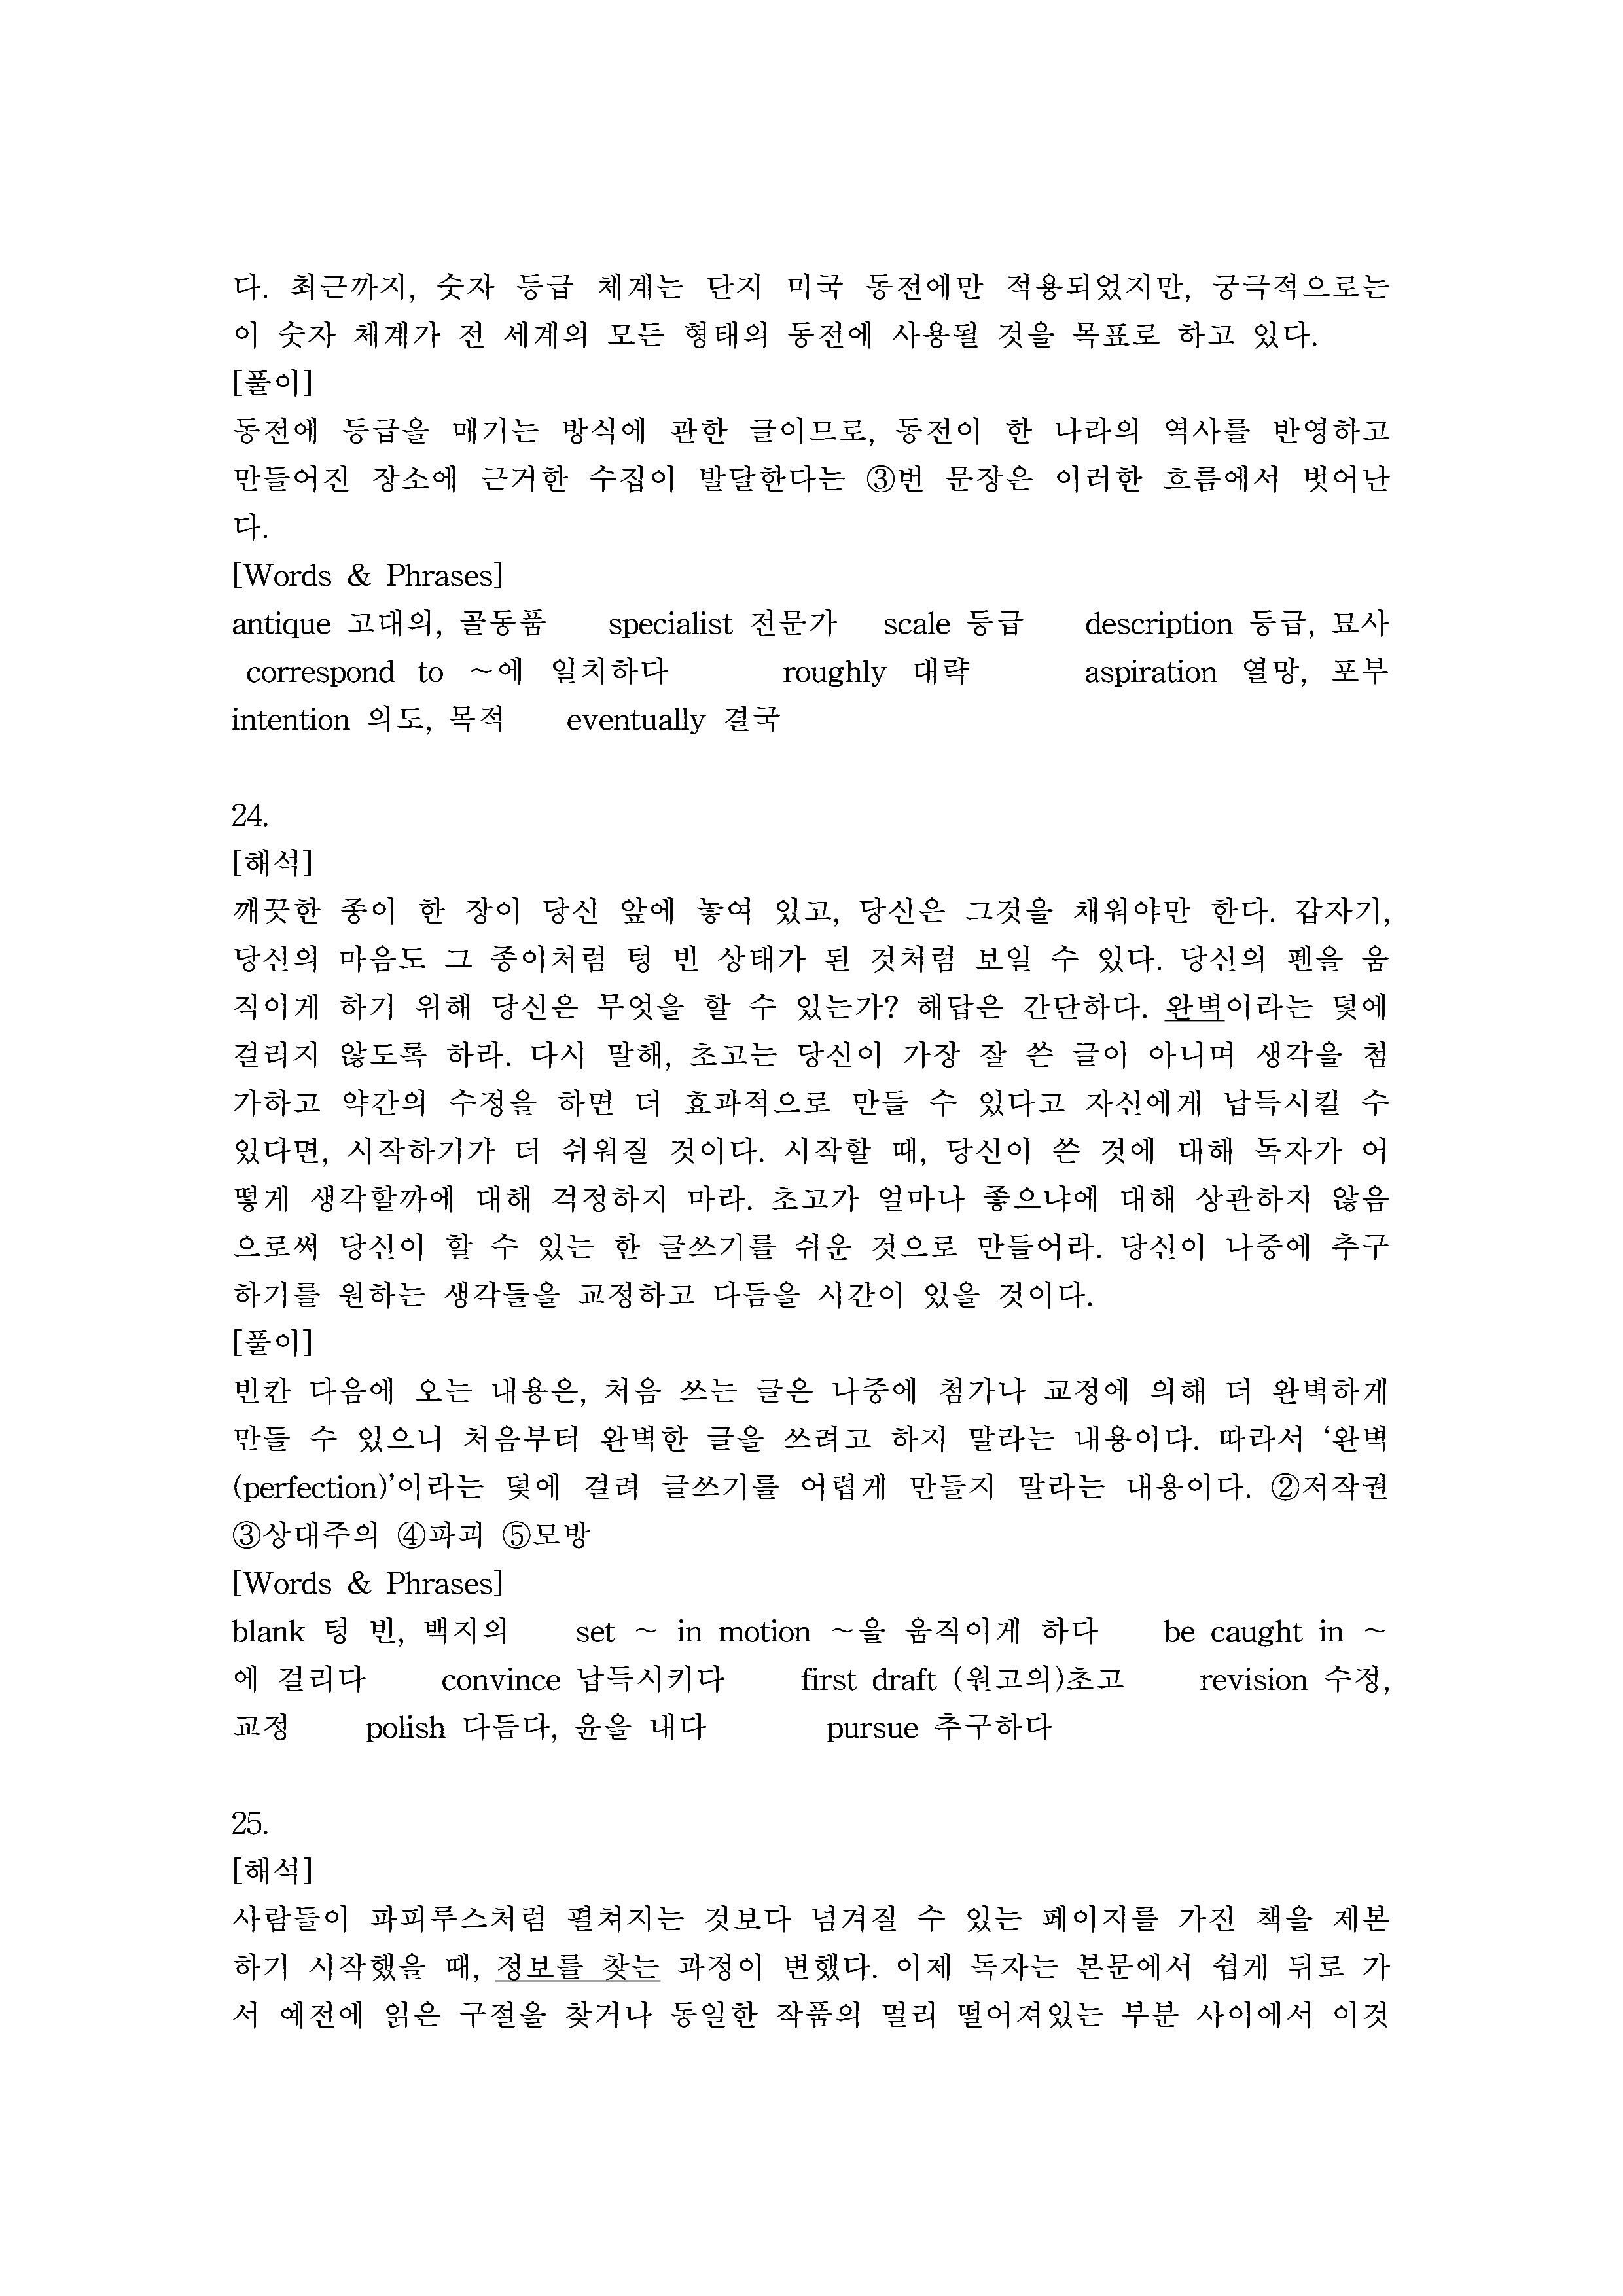 다. 최근까지, 숫자 등급 체계는 단지 미국 동전에만 적용되었지만, 궁극적으로는
이 숫자 체계가 전 세계의 모든 형태의 동전에 사용될 것을 목표로 하고 있다.
[풀이]
동전에 등급을 매기는 방식에 관한 글이므로, 동전이 한 나라의 역사를 반영하고
만들어진 장소에 근거한 수집이 발달한다는 ③번 문장은 이러한 흐름에서 벗어난
다.
[Words & Phrases]
antique 고대의, 골동품 specialist 전문가 scale 등급 description 등급, 묘사
correspond to ~에 일치하다 roughly 대략 aspiration 열망, 포부
intention 의도, 목적 eventually 결국
24.
[해석]
깨끗한 종이 한 장이 당신 앞에 놓여 있고, 당신은 그것을 채워야만 한다. 갑자기,
당신의 마음도 그 종이처럼 텅 빈 상태가 된 것처럼 보일 수 있다. 당신의 펜을 움
직이게 하기 위해 당신은 무엇을 할 수 있는가? 해답은 간단하다. 완벽이라는 덫에
걸리지 않도록 하라. 다시 말해, 초고는 당신이 가장 잘 쓴 글이 아니며 생각을 첨
가하고 약간의 수정을 하면 더 효과적으로 만들 수 있다고 자신에게 납득시킬 수
있다면, 시작하기가 더 쉬워질 것이다. 시작할 때, 당신이 쓴 것에 대해 독자가 어
떻게 생각할까에 대해 걱정하지 마라. 초고가 얼마나 좋으냐에 대해 상관하지 않음
으로써 당신이 할 수 있는 한 글쓰기를 쉬운 것으로 만들어라. 당신이 나중에 추구
하기를 원하는 생각들을 교정하고 다듬을 시간이 있을 것이다.
[풀이]
빈칸 다음에 오는 내용은, 처음 쓰는 글은 나중에 첨가나 교정에 의해 더 완벽하게
만들 수 있으니 처음부터 완벽한 글을 쓰려고 하지 말라는 내용이다. 따라서 ‘완벽
(perfection)’이라는 덫에 걸려 글쓰기를 어렵게 만들지 말라는 내용이다. ②저작권
③상대주의 ④파괴 ⑤모방
[Words & Phrases]
blank 텅 빈, 백지의 set ~ in motion ~을 움직이게 하다 be caught in ~
에 걸리다 convince 납득시키다 first draft (원고의)초고 revision 수정,
교정 polish 다듬다, 윤을 내다 pursue 추구하다
25.
[해석]
사람들이 파피루스처럼 펼쳐지는 것보다 넘겨질 수 있는 페이지를 가진 책을 제본
하기 시작했을 때, 정보를 찾는 과정이 변했다. 이제 독자는 본문에서 쉽게 뒤로 가
서 예전에 읽은 구절을 찾거나 동일한 작품의 멀리 떨어져있는 부분 사이에서 이것